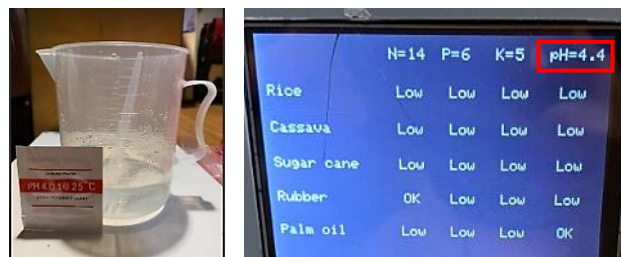 PH4.01@25°C
N=14 P=6 K=5 pH=4.4
Rice Low Low Low Low
Cassava Low Low Low Low
Sugar cane Low Low Low Low
Rubber OK Low Low Low
Palm oil Low Low Low OK